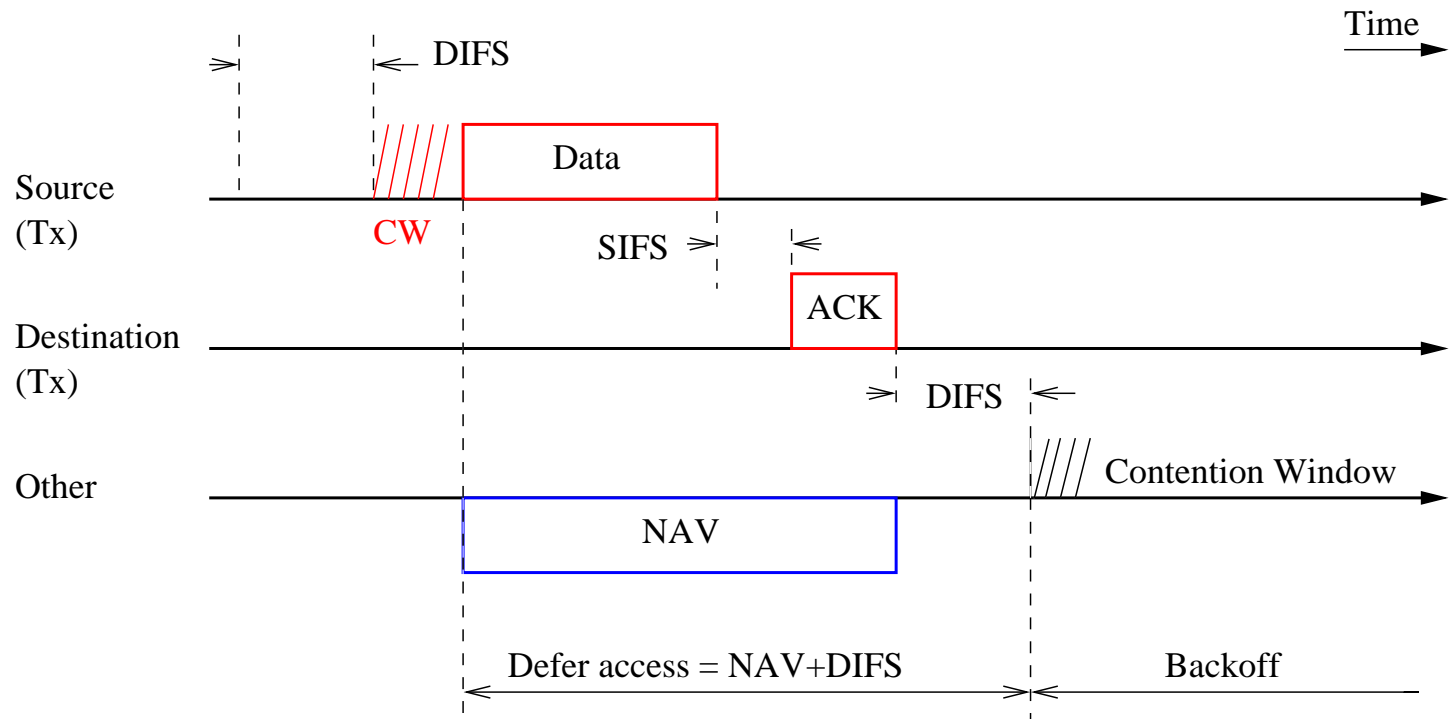 Time
DIFS
Data
Source
(Tx)
CW
SIFS
ACK
Destination
(Tx)
DIFS
Contention Window
Other
NAV
Defer access = NAV+DIFS
Backoff